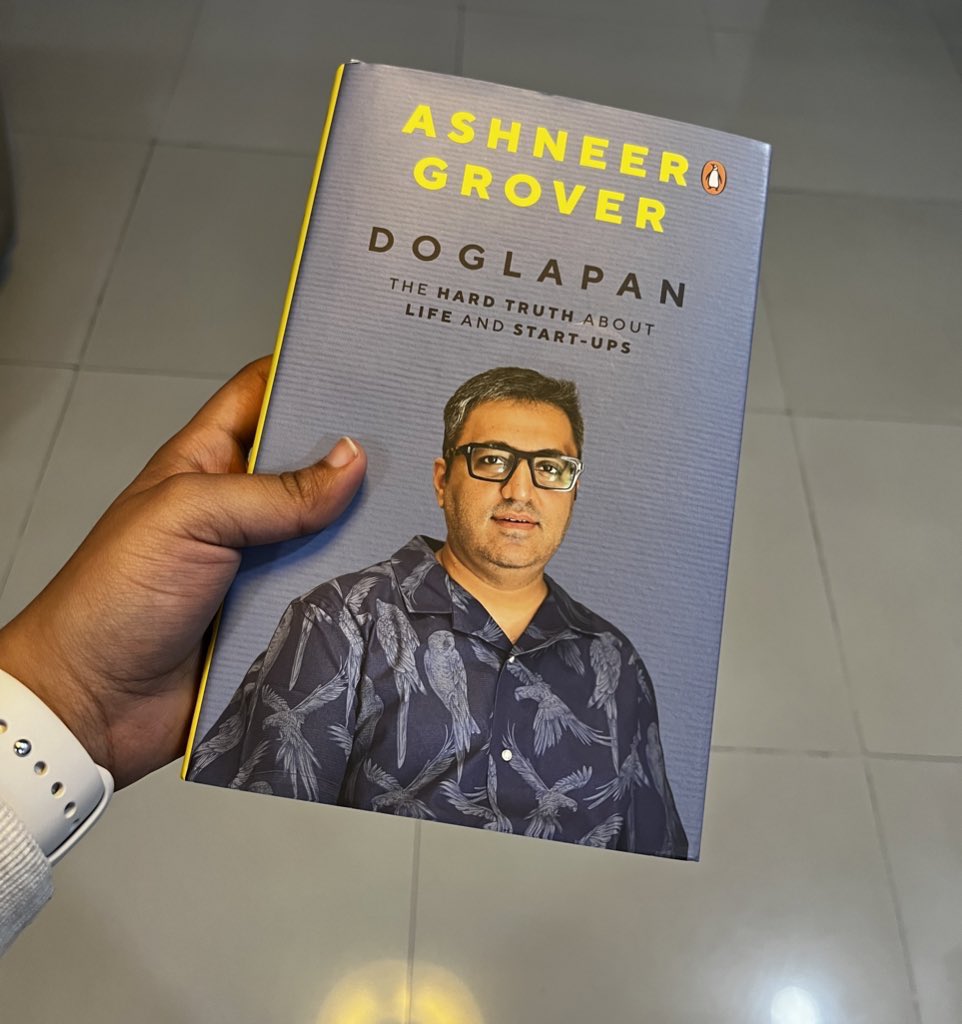 ASHNEER
GROVER
DOGLAPAN
THE HARD TRUTH ABOUT
LIFE AND START-UPS